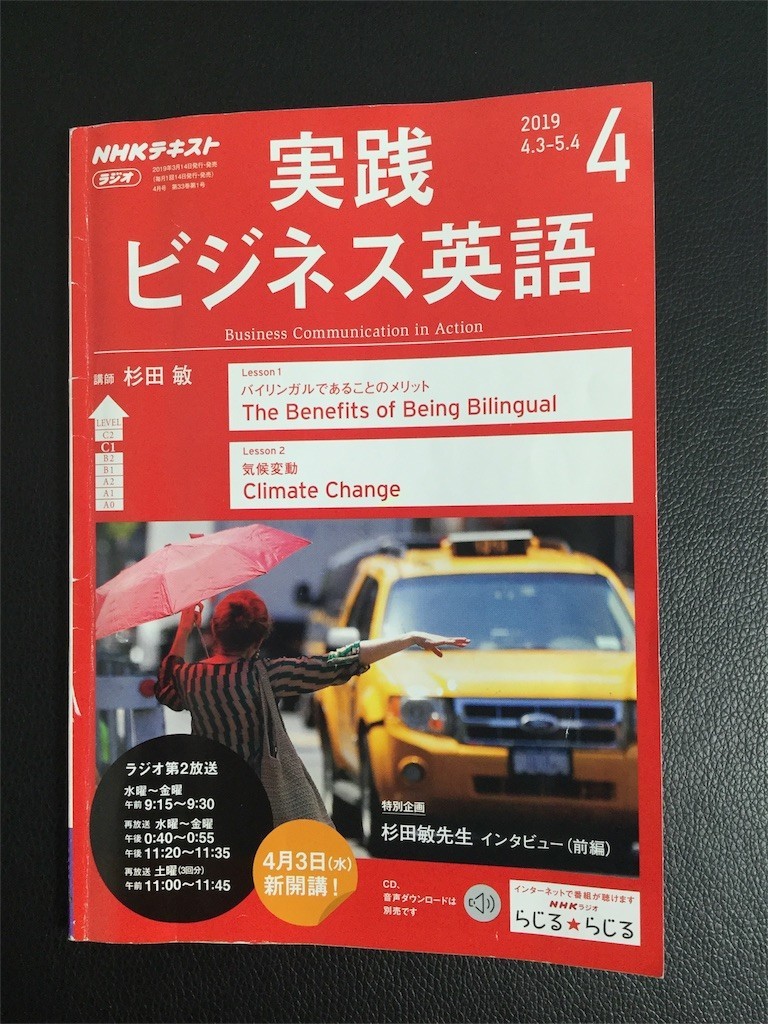 NHKテキスト
ラジオ
2019年3月14日発行・発売
(毎月1回14日発行・発売)
4月号 第33巻第1号
2019
4.3-5.4
4
実践
ビジネス英語
Business Communication in Action
講師 杉田 敏
LEVEL
C2
C1
B2
B1
A2
A1
A0
Lesson 1
バイリンガルであることのメリット
The Benefits of Being Bilingual
Lesson 2
気候変動
Climate Change
ラジオ第2放送
水曜〜金曜
午前9:15〜9:30
再放送 水曜〜金曜
午後0:40〜0:55
午後11:20〜11:35
再放送 土曜(3回分)
午前11:00〜11:45
4月3日(水)
新開講!
特別企画
杉田敏先生 インタビュー(前編)
CD、
音声ダウンロードは
別売です
インターネットで番組が聴けます
NHKラジオ
らじる★らじる